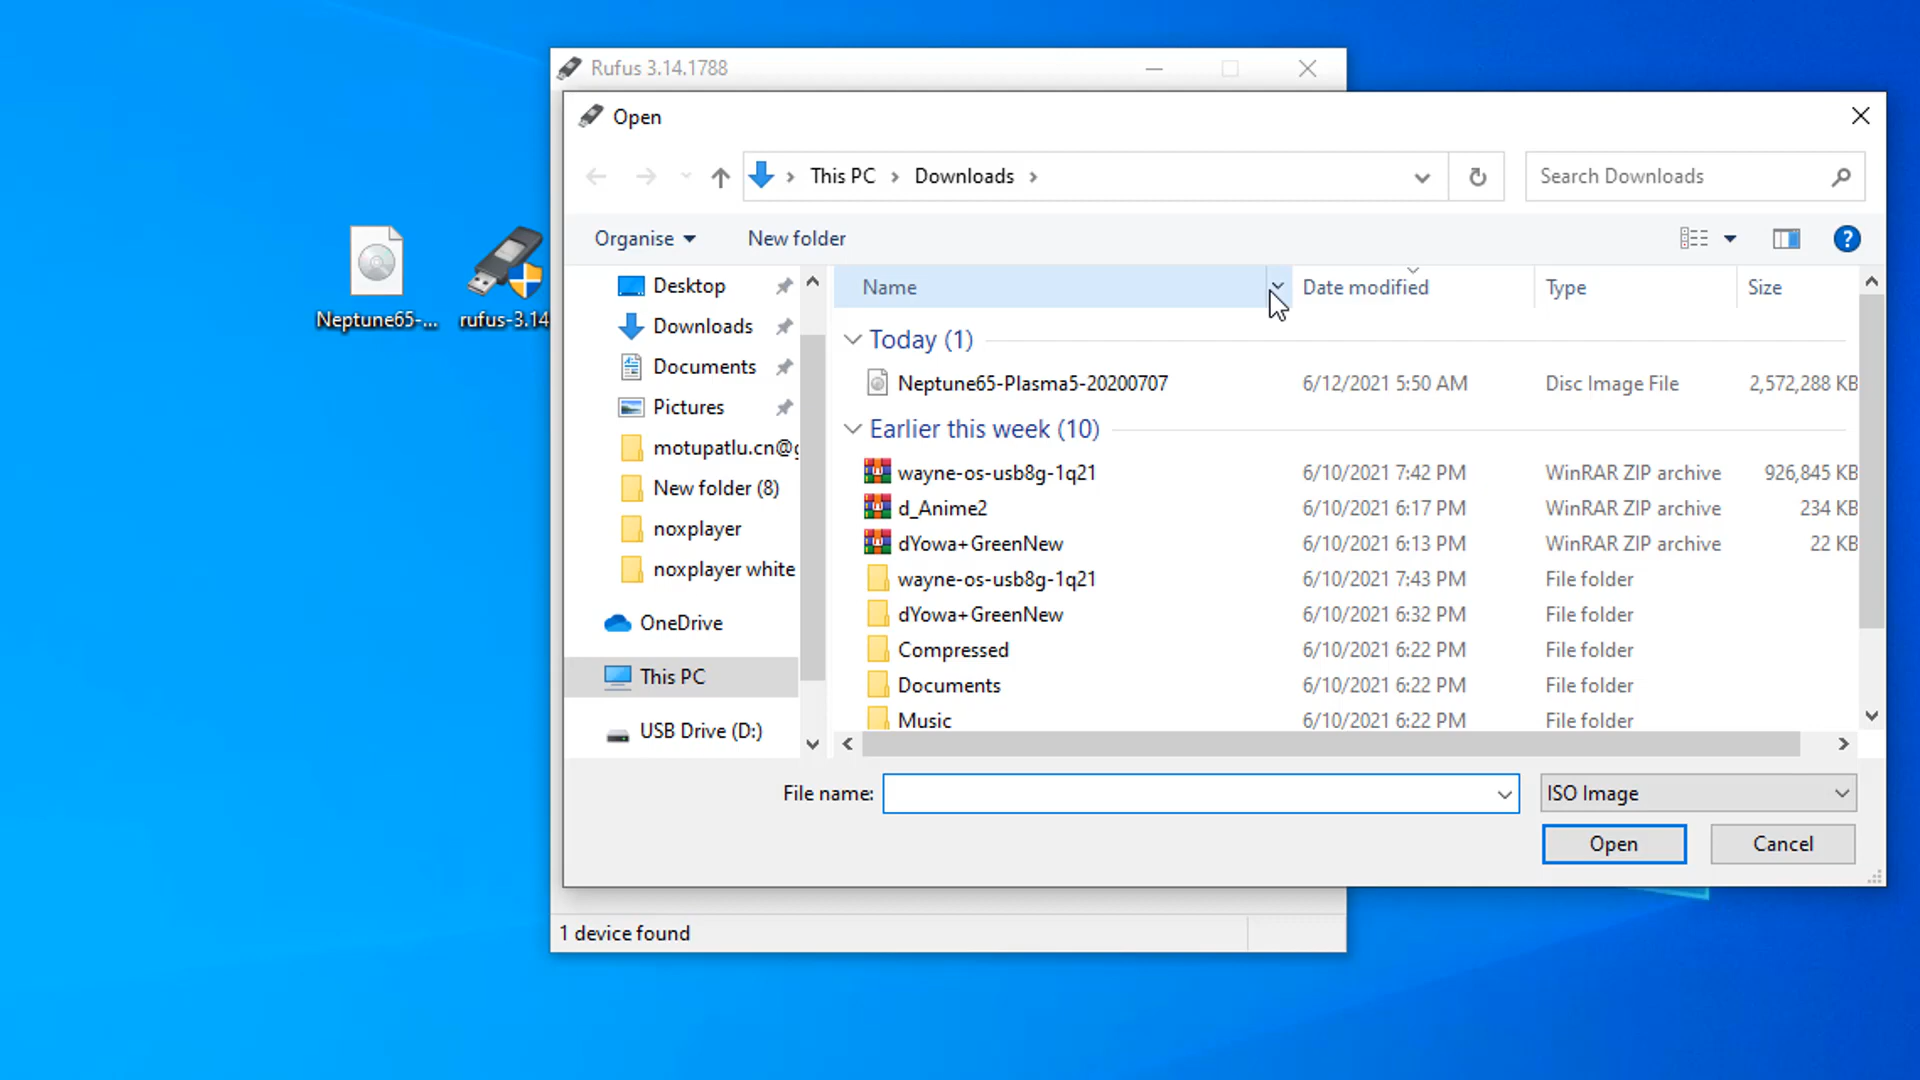 Rufus 3.14.1788
Open
This PC
Downloads
Search Downloads
Organise
New folder
?
Neptune65-...
rufus-3.14
Desktop
Downloads
Documents
Pictures
motupatlu.cn@g
New folder (8)
noxplayer
noxplayer white
OneDrive
This PC
USB Drive (D:)
Name Date modified Type Size
Today (1)
Neptune65-Plasma5-20200707 6/12/2021 5:50 AM Disc Image File 2,572,288 KB
Earlier this week (10)
wayne-os-usb8g-1q21 6/10/2021 7:42 PM WinRAR ZIP archive 926,845 KB
d_Anime2 6/10/2021 6:17 PM WinRAR ZIP archive 234 KB
dYowa+GreenNew 6/10/2021 6:13 PM WinRAR ZIP archive 22 KB
wayne-os-usb8g-1q21 6/10/2021 7:43 PM File folder
dYowa+GreenNew 6/10/2021 6:32 PM File folder
Compressed 6/10/2021 6:22 PM File folder
Documents 6/10/2021 6:22 PM File folder
Music 6/10/2021 6:22 PM File folder
File name:
ISO Image
Open
Cancel
1 device found